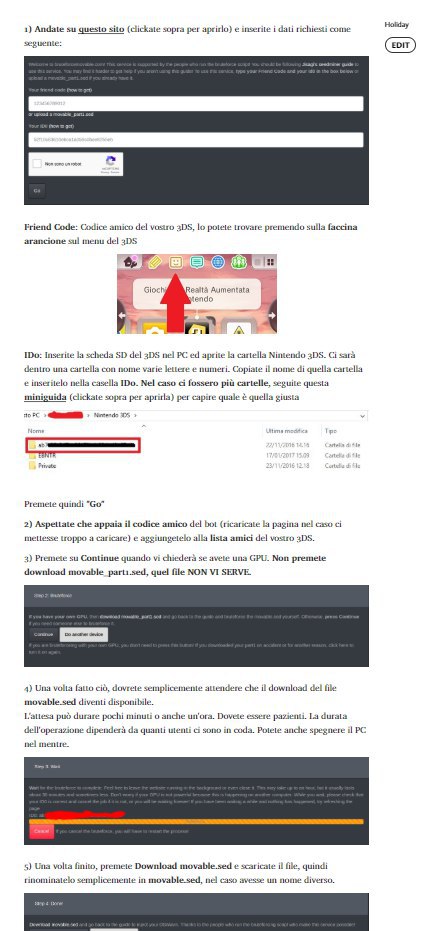 Holiday
EDIT
1) Andate su questo sito (clickate sopra per aprirlo) e inserite i dati richiesti come
seguente:
Welcome to bruteforcemovable.com! This service is supported by the people who run the bruteforce script! You should be following Jisagi's seedminer guide to
use this service. You may find it harder to get help if you aren't using this guide! To use this service, type your Friend Code and your Id0 in the box below or
upload a movable_part1.sed if you already have it.
Your friend code (how to get)
or upload a movable_part1.sed
Your ID0 (how to get)
Non sono un robot
reCAPTCHA
Go
Friend Code: Codice amico del vostro 3DS, lo potete trovare premendo sulla faccina
arancione sul menu del 3DS
Giochi Realtà Aumentata
ntendo
IDo: Inserite la scheda SD del 3DS nel PC ed aprite la cartella Nintendo 3DS. Ci sarà
dentro una cartella con nome varie lettere e numeri. Copiate il nome di quella cartella
e inseritelo nella casella IDo. Nel caso ci fossero più cartelle, seguite questa
miniguida (clickate sopra per aprirla) per capire quale è quella giusta
to PC > > Nintendo 3DS >
Nome Ultima modifica Tipo
ab 22/11/2016 14.16 Cartella di file
EBNTR 17/01/2017 15.09 Cartella di file
Private 23/11/2016 12.18 Cartella di file
Premete quindi "Go"
2) Aspettate che appaia il codice amico del bot (ricaricate la pagina nel caso ci
mettesse troppo a caricare) e aggiungetelo alla lista amici del vostro 3DS.
3) Premete su Continue quando vi chiederà se avete una GPU. Non premete
download movable_part1.sed, quel file NON VI SERVE.
Step 2: Bruteforce
If you have your own GPU, then download movable_part1.sed and go back to the guide and bruteforce the movable.sed yourself. Otherwise, press Continue
if you need someone else to bruteforce it.
Continue Do another device
If you are bruteforcing with your own GPU, you don't need to press this button! If you downloaded your part1 on accident or for another reason, click here to
turn it on again.
4) Una volta fatto ciò, dovrete semplicemente attendere che il download del file
movable.sed diventi disponibile.
L'attesa può durare pochi minuti o anche un'ora. Dovete essere pazienti. La durata
dell'operazione dipenderà da quanti utenti ci sono in coda. Potete anche spegnere il PC
nel mentre.
Step 3: Wait
Wait for the bruteforce to complete. Feel free to leave the website running in the background or even close it. This may take up to an hour, but it usually lasts
about 30 minutes and sometimes less. Don't worry if your GPU is not powerful because this is happening on another computer. While you wait, please check that
your ID0 is correct and cancel the job if it is not, or you will be waiting forever! If you have been waiting a while and nothing has happened, try refreshing the
page.
Cancel If you cancel the bruteforce, you will have to restart the process!
5) Una volta finito, premete Download movable.sed e scaricate il file, quindi
rinominatelo semplicemente in movable.sed, nel caso avesse un nome diverso.
Step 4: Done
Download movable.sed and go back to the guide to inject your DSiWare. Thanks to the people who run the bruteforcing script who make this service possible!